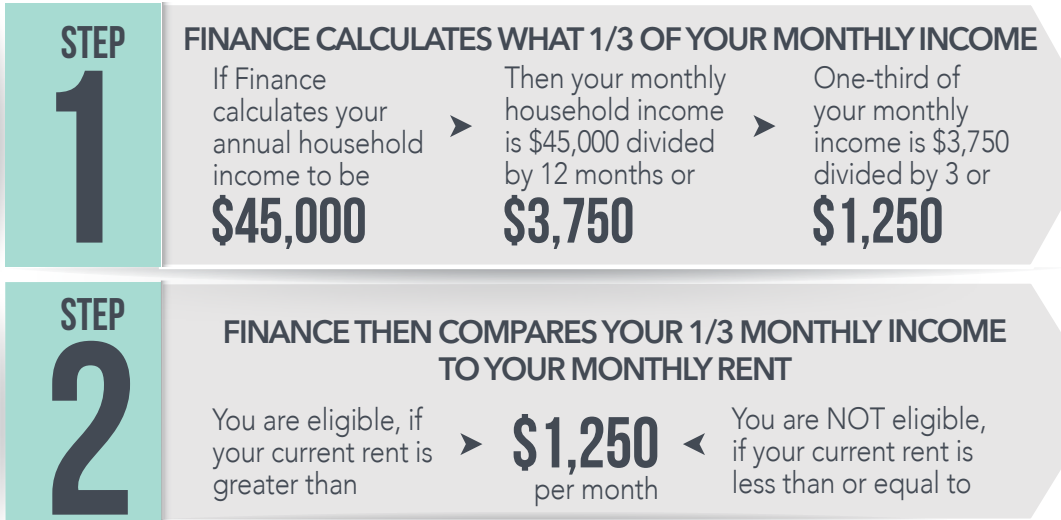 STEP
1
FINANCE CALCULATES WHAT 1/3 OF YOUR MONTHLY INCOME
If Finance
calculates your
annual household
income to be
$45,000
➤
Then your monthly
household income
is $45,000 divided
by 12 months or
$3,750
➤
One-third of
your monthly
income is $3,750
divided by 3 or
$1,250
STEP
2
FINANCE THEN COMPARES YOUR 1/3 MONTHLY INCOME
TO YOUR MONTHLY RENT
You are eligible, if
your current rent is
greater than
$1,250
per month
You are NOT eligible,
if your current rent is
less than or equal to